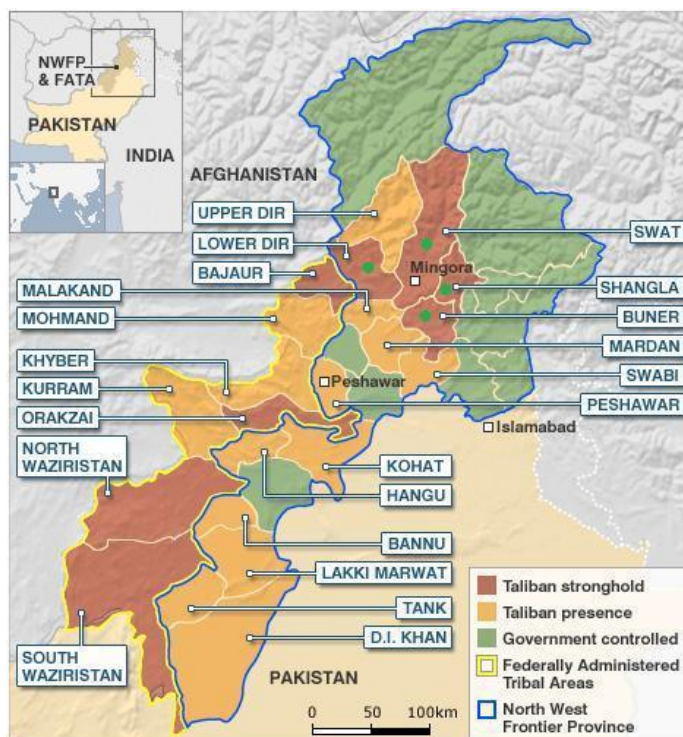 NWFP
& FATA
PAKISTAN
INDIA
AFGHANISTAN
UPPER DIR
LOWER DIR
BAJAUR
MALAKAND
MOHMAND
KHYBER
KURRAM
ORAKZAI
NORTH
WAZIRISTAN
SOUTH
WAZIRISTAN
SWAT
Mingora
SHANGLA
BUNER
MARDAN
SWABI
Peshawar
PESHAWAR
Islamabad
KOHAT
HANGU
BANNU
LAKKI MARWAT
TANK
D.I. KHAN
PAKISTAN
0 50 100km
Taliban stronghold
Taliban presence
Government controlled
Federally Administered
Tribal Areas
North West
Frontier Province